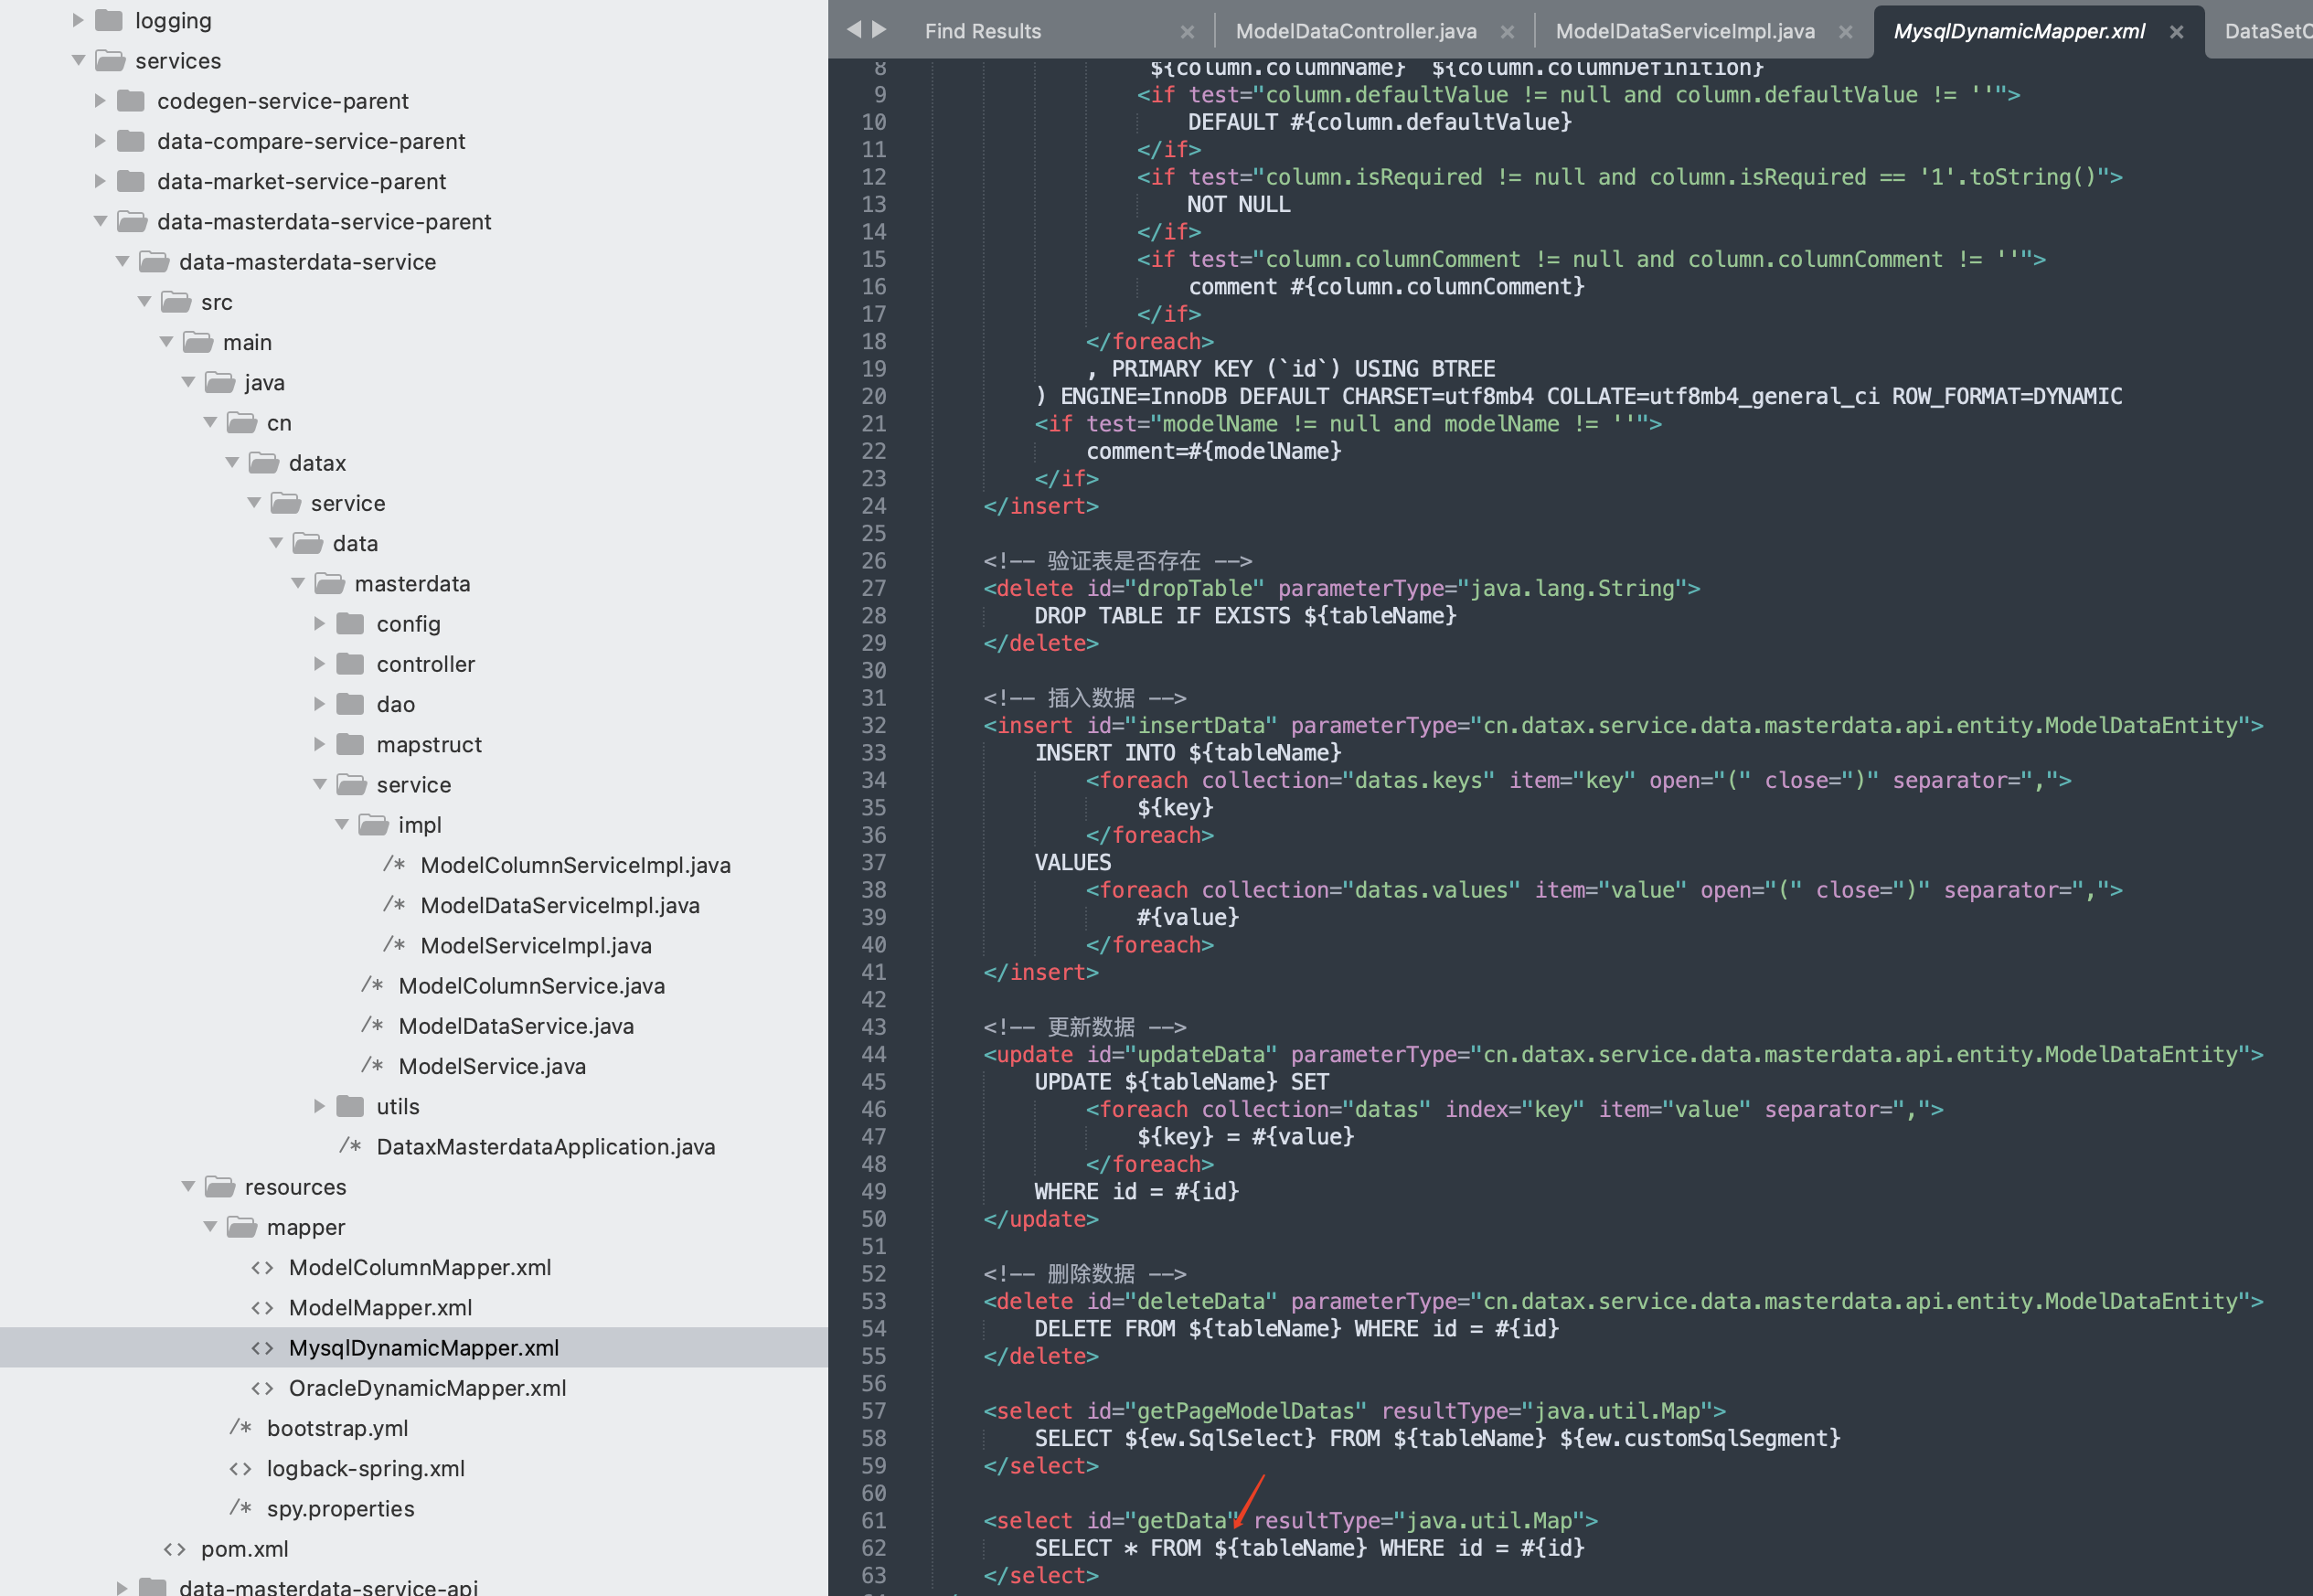 logging
services
codegen-service-parent
data-compare-service-parent
data-market-service-parent
data-masterdata-service-parent
data-masterdata-service
src
main
java
cn
datax
service
data
masterdata
config
controller
dao
mapstruct
service
impl
/* ModelColumnServiceImpl.java
/* ModelDataServiceImpl.java
/* ModelServiceImpl.java
/* ModelColumnService.java
/* ModelDataService.java
/* ModelService.java
utils
/* DataxMasterdataApplication.java
resources
mapper
<> ModelColumnMapper.xml
<> ModelMapper.xml
<> MysqlDynamicMapper.xml
<> OracleDynamicMapper.xml
/* bootstrap.yml
<> logback-spring.xml
/* spy.properties
<> pom.xml
data-masterdata-service-api
Find Results × ModelDataController.java × ModelDataServiceImpl.java × MysqlDynamicMapper.xml × DataSetC
8 ${column.columnName} ${column.columnDefinition}
9 <if test="column.defaultValue != null and column.defaultValue != ''">
10 DEFAULT #{column.defaultValue}
11 </if>
12 <if test="column.isRequired != null and column.isRequired == '1'.toString()">
13 NOT NULL
14 </if>
15 <if test="column.columnComment != null and column.columnComment != ''">
16 comment #{column.columnComment}
17 </if>
18 </foreach>
19 , PRIMARY KEY (`id`) USING BTREE
20 ) ENGINE=InnoDB DEFAULT CHARSET=utf8mb4 COLLATE=utf8mb4_general_ci ROW_FORMAT=DYNAMIC
21 <if test="modelName != null and modelName != ''">
22 comment=#{modelName}
23 </if>
24 </insert>
25
26 <!-- 验证表是否存在 -->
27 <delete id="dropTable" parameterType="java.lang.String">
28 DROP TABLE IF EXISTS ${tableName}
29 </delete>
30
31 <!-- 插入数据 -->
32 <insert id="insertData" parameterType="cn.datax.service.data.masterdata.api.entity.ModelDataEntity">
33 INSERT INTO ${tableName}
34 <foreach collection="datas.keys" item="key" open="(" close=")" separator=",">
35 ${key}
36 </foreach>
37 VALUES
38 <foreach collection="datas.values" item="value" open="(" close=")" separator=",">
39 #{value}
40 </foreach>
41 </insert>
42
43 <!-- 更新数据 -->
44 <update id="updateData" parameterType="cn.datax.service.data.masterdata.api.entity.ModelDataEntity">
45 UPDATE ${tableName} SET
46 <foreach collection="datas" index="key" item="value" separator=",">
47 ${key} = #{value}
48 </foreach>
49 WHERE id = #{id}
50 </update>
51
52 <!-- 删除数据 -->
53 <delete id="deleteData" parameterType="cn.datax.service.data.masterdata.api.entity.ModelDataEntity">
54 DELETE FROM ${tableName} WHERE id = #{id}
55 </delete>
56
57 <select id="getPageModelDatas" resultType="java.util.Map">
58 SELECT ${ew.SqlSelect} FROM ${tableName} ${ew.customSqlSegment}
59 </select>
60
61 <select id="getData" resultType="java.util.Map">
62 SELECT * FROM ${tableName} WHERE id = #{id}
63 </select>